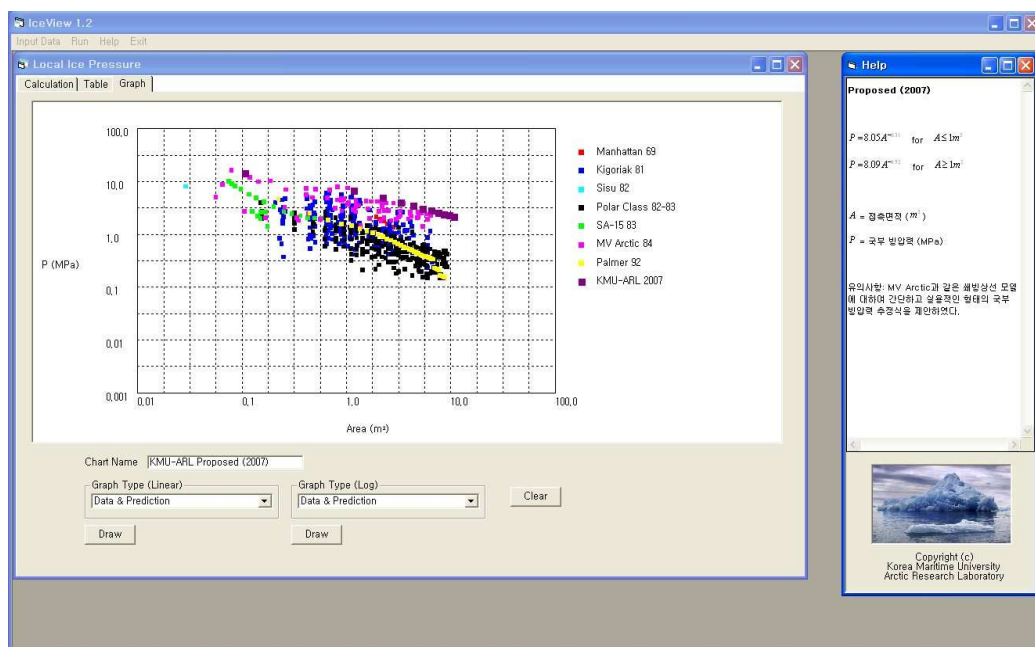 IceView 1.2
Input Data Run Help Exit
Local Ice Pressure
Calculation Table Graph
100,0
10,0
1,0
0,1
0,01
0,001
P (MPa)
0,01 0,1 1,0 10,0 100,0
Area (m²)
Manhattan 69
Kigoriak 81
Sisu 82
Polar Class 82-83
SA-15 83
MV Arctic 84
Palmer 92
KMU-ARL 2007
Chart Name KMU-ARL Proposed (2007)
Graph Type (Linear)
Data & Prediction
Draw
Graph Type (Log)
Data & Prediction
Draw
Clear
Help
Proposed (2007)
P =8.05A for A≤1m²
P =8.09A for A≥1m²
A = 접촉면적 (m²)
P = 국부 빙압력 (MPa)
유의사항: MV Arctic과 같은 쇄빙상선 모델
에 대하여 간단하고 실용적인 형태의 국부
빙압력 추정식을 제안하였다.
Copyright (c)
Korea Maritime University
Arctic Research Laboratory